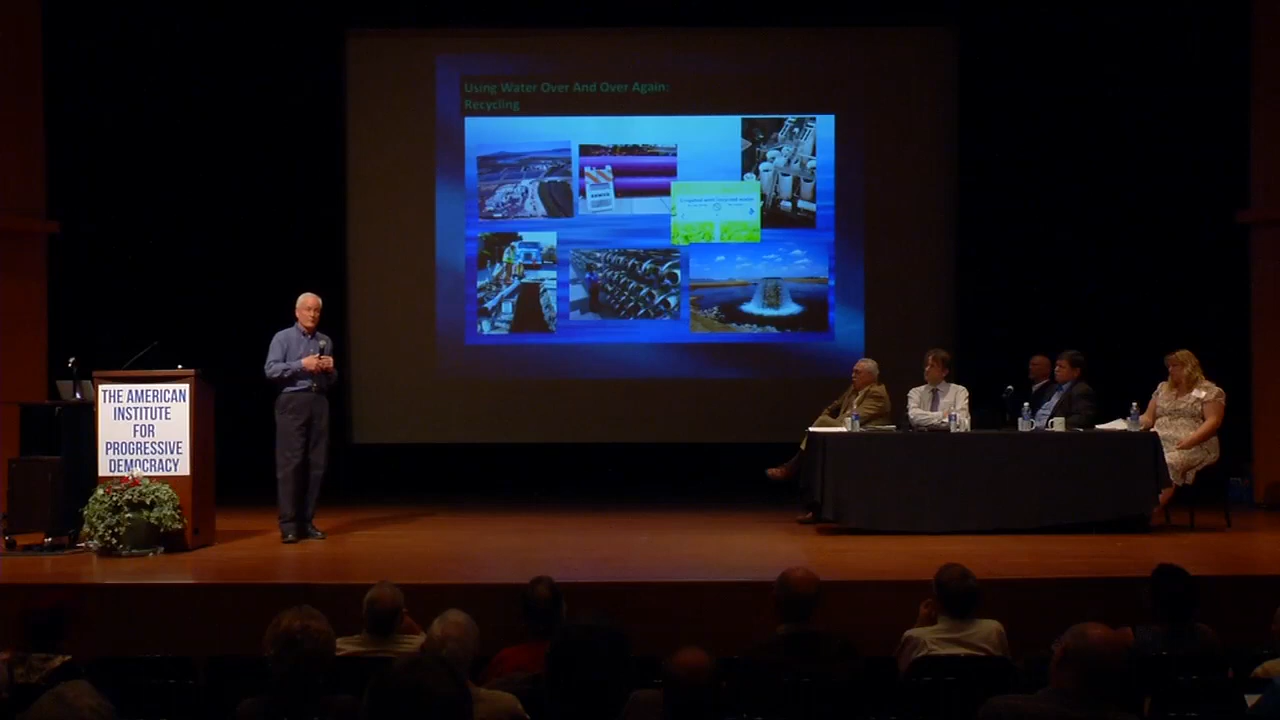 Using Water Over And Over Again:
Recycling
THE AMERICAN
INSTITUTE
FOR
PROGRESSIVE
DEMOCRACY